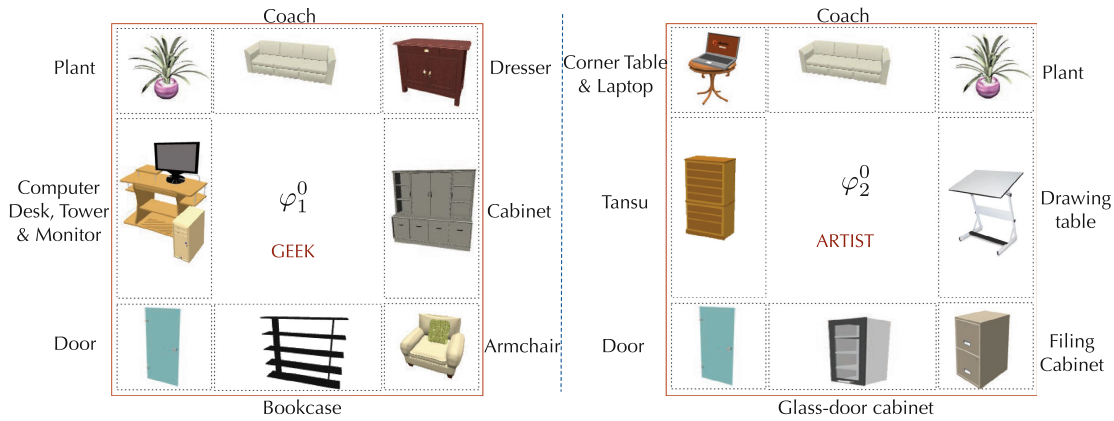 Coach
Plant
Dresser
Computer
Desk, Tower
& Monitor
φ₁⁰
GEEK
Cabinet
Door
Armchair
Bookcase
Coach
Corner Table
& Laptop
Plant
Tansu
φ₂⁰
ARTIST
Drawing
table
Door
Filing
Cabinet
Glass-door cabinet